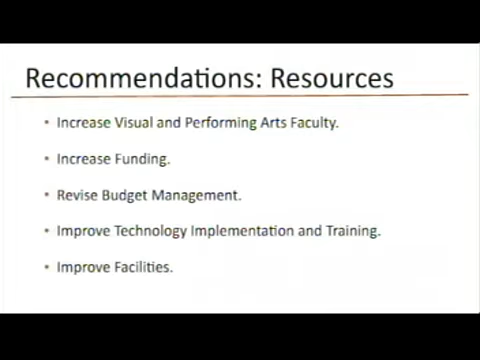 Recommendations: Resources
• Increase Visual and Performing Arts Faculty.
• Increase Funding.
• Revise Budget Management.
• Improve Technology Implementation and Training.
• Improve Facilities.